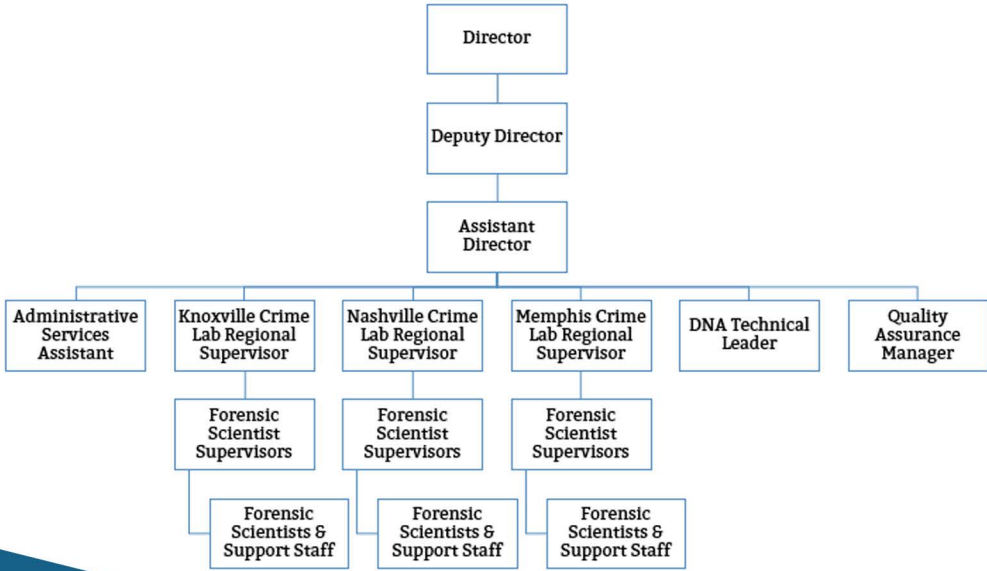 Director
Deputy Director
Assistant
Director
Administrative
Services
Assistant
Knoxville Crime
Lab Regional
Supervisor
Nashville Crime
Lab Regional
Supervisor
Memphis Crime
Lab Regional
Supervisor
DNA Technical
Leader
Quality
Assurance
Manager
Forensic
Scientist
Supervisors
Forensic
Scientist
Supervisors
Forensic
Scientist
Supervisors
Forensic
Scientists &
Support Staff
Forensic
Scientists &
Support Staff
Forensic
Scientists &
Support Staff